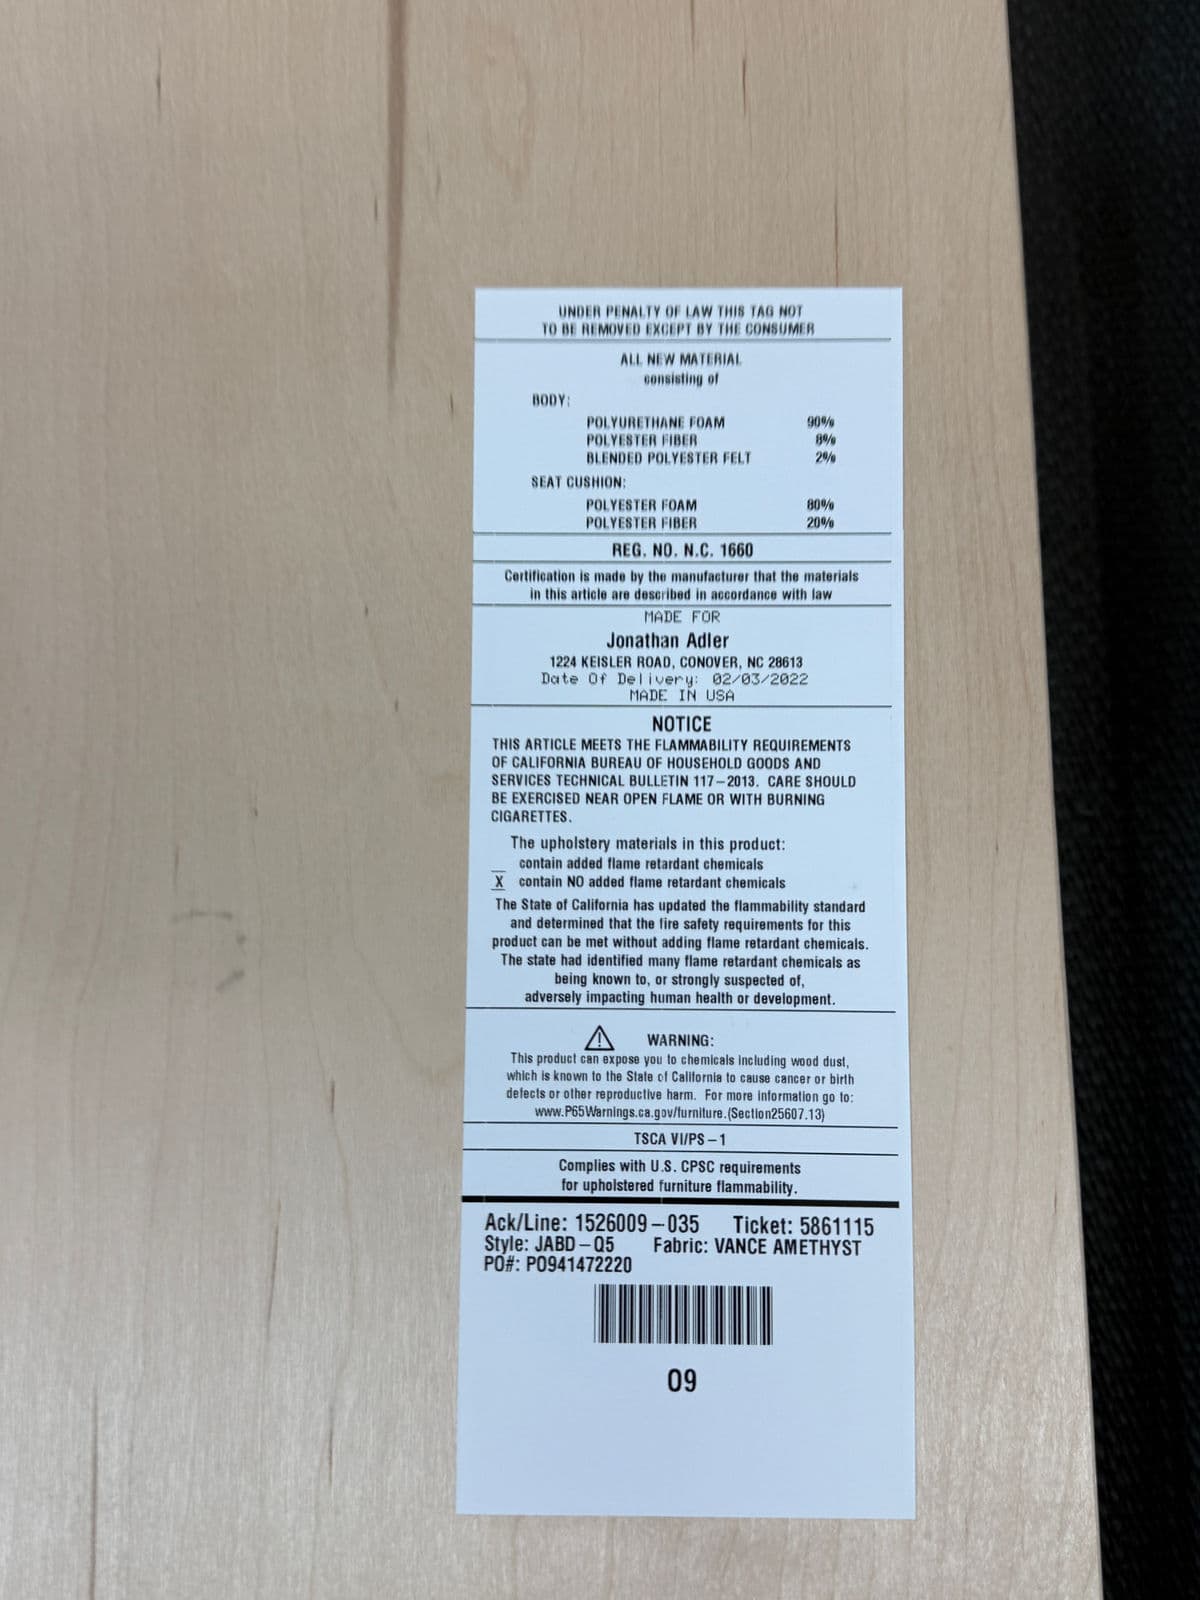 UNDER PENALTY OF LAW THIS TAG NOT
TO BE REMOVED EXCEPT BY THE CONSUMER
ALL NEW MATERIAL
consisting of
BODY:
POLYURETHANE FOAM 90%
POLYESTER FIBER 8%
BLENDED POLYESTER FELT 2%
SEAT CUSHION:
POLYESTER FOAM 80%
POLYESTER FIBER 20%
REG. NO. N.C. 1660
Certification is made by the manufacturer that the materials
in this article are described in accordance with law
MADE FOR
Jonathan Adler
1224 KEISLER ROAD, CONOVER, NC 28613
Date Of Delivery: 02/03/2022
MADE IN USA
NOTICE
THIS ARTICLE MEETS THE FLAMMABILITY REQUIREMENTS
OF CALIFORNIA BUREAU OF HOUSEHOLD GOODS AND
SERVICES TECHNICAL BULLETIN 117-2013. CARE SHOULD
BE EXERCISED NEAR OPEN FLAME OR WITH BURNING
CIGARETTES.
The upholstery materials in this product:
contain added flame retardant chemicals
X contain NO added flame retardant chemicals
The State of California has updated the flammability standard
and determined that the fire safety requirements for this
product can be met without adding flame retardant chemicals.
The state had identified many flame retardant chemicals as
being known to, or strongly suspected of,
adversely impacting human health or development.
WARNING:
This product can expose you to chemicals including wood dust,
which is known to the State of California to cause cancer or birth
defects or other reproductive harm. For more information go to:
www.P65Warnings.ca.gov/furniture.(Section25607.13)
TSCA VI/PS-1
Complies with U.S. CPSC requirements
for upholstered furniture flammability.
Ack/Line: 1526009-035 Ticket: 5861115
Style: JABD-Q5 Fabric: VANCE AMETHYST
PO#: PO941472220
09